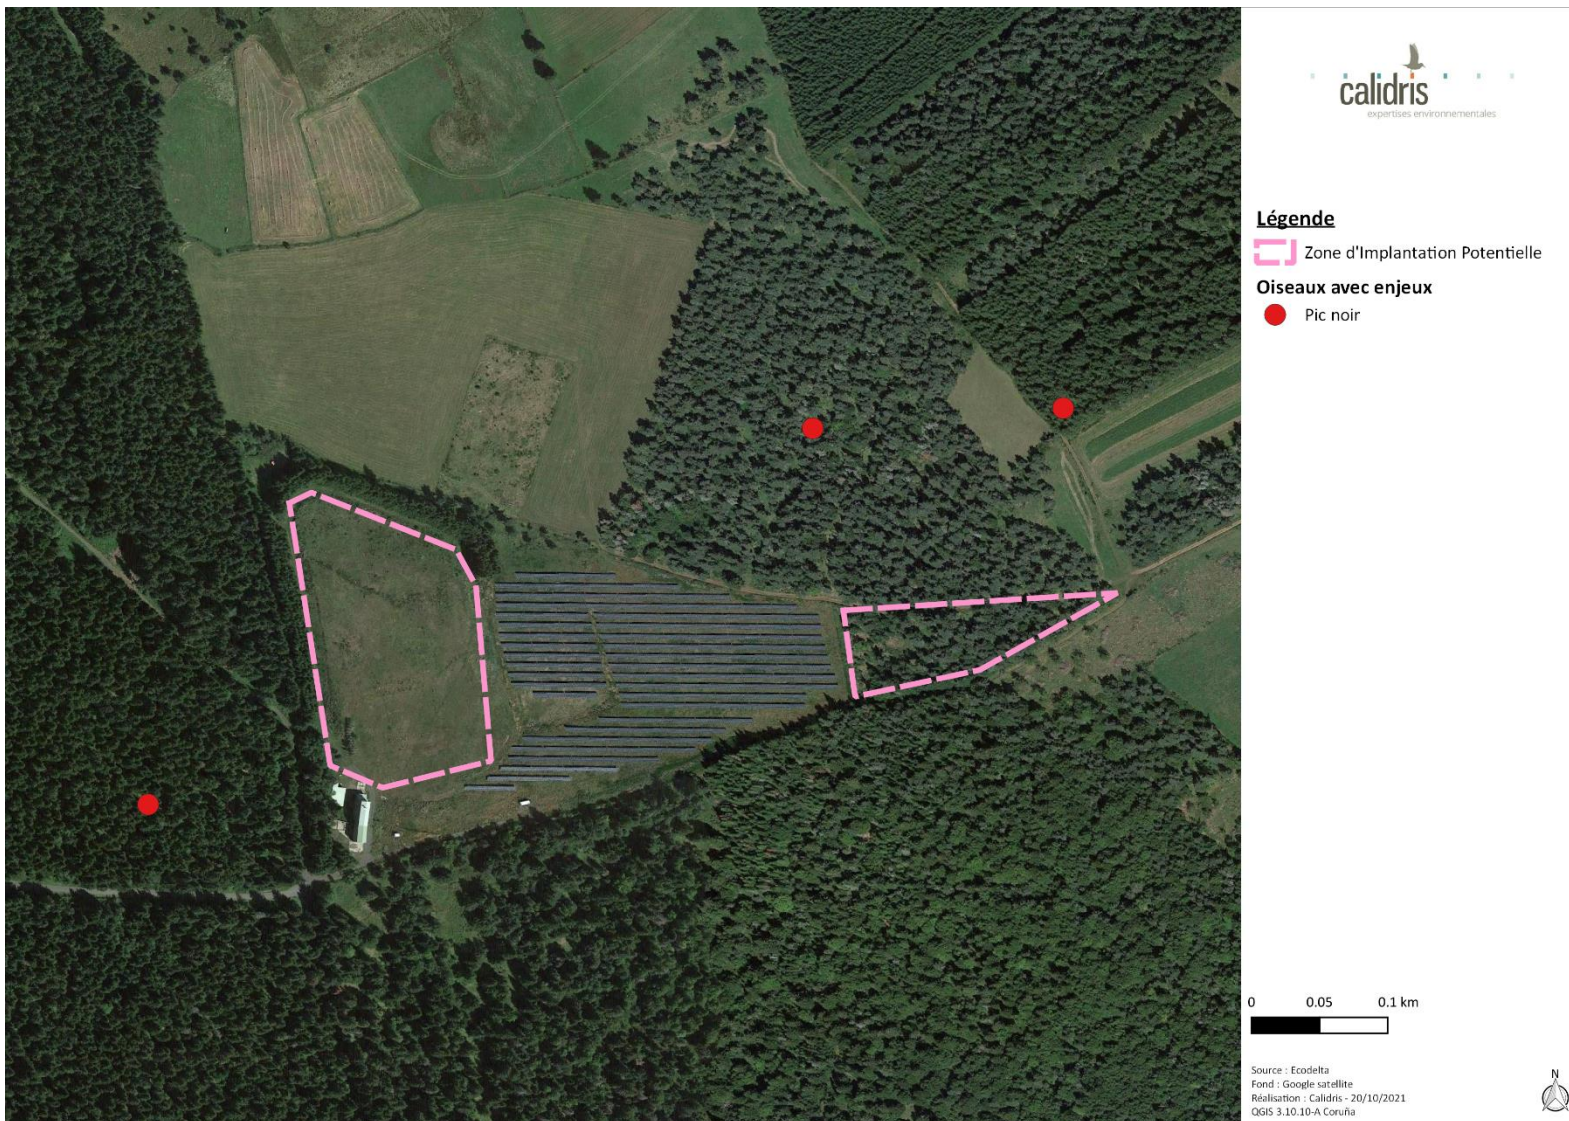 calidris
expertises environnementales
Légende
Zone d'Implantation Potentielle
Oiseaux avec enjeux
Pic noir
0 0.05 0.1 km
Source : Ecodelta
Fond : Google satellite
Réalisation : Calidris - 20/10/2021
QGIS 3.10.10-A Coruña
N